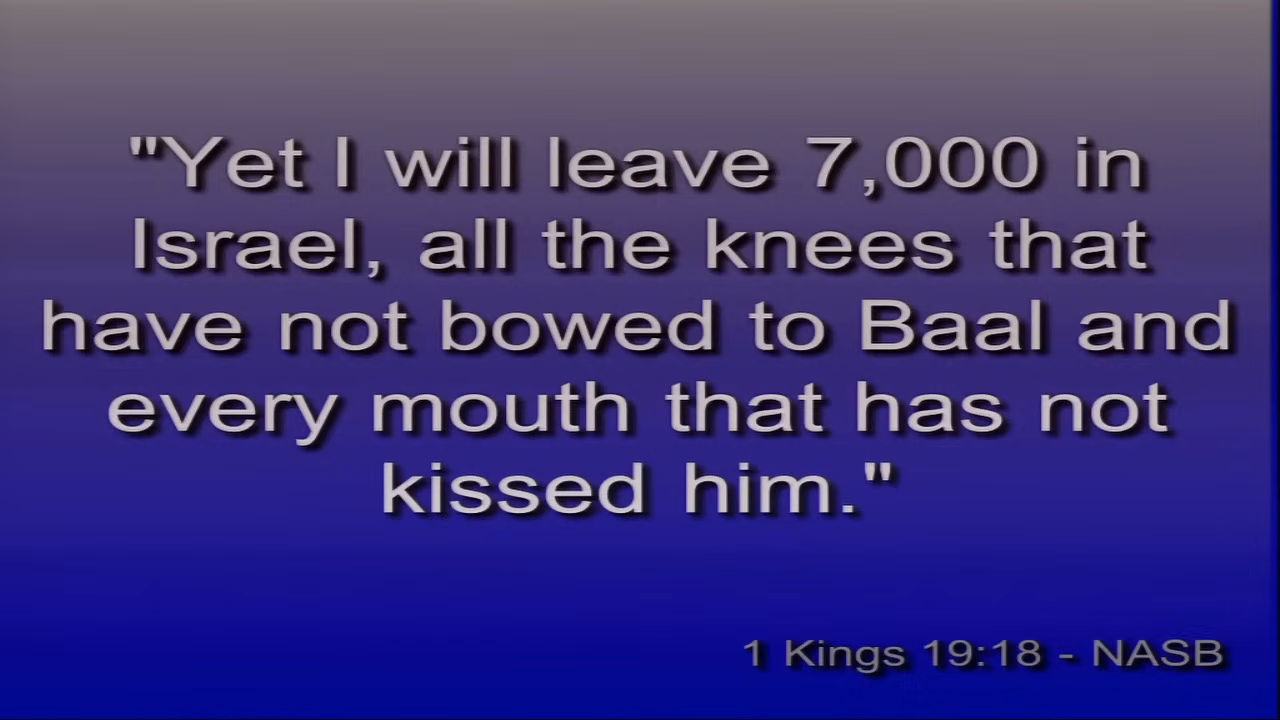 "Yet I will leave 7,000 in
Israel, all the knees that
have not bowed to Baal and
every mouth that has not
kissed him."
1 Kings 19:18 - NASB